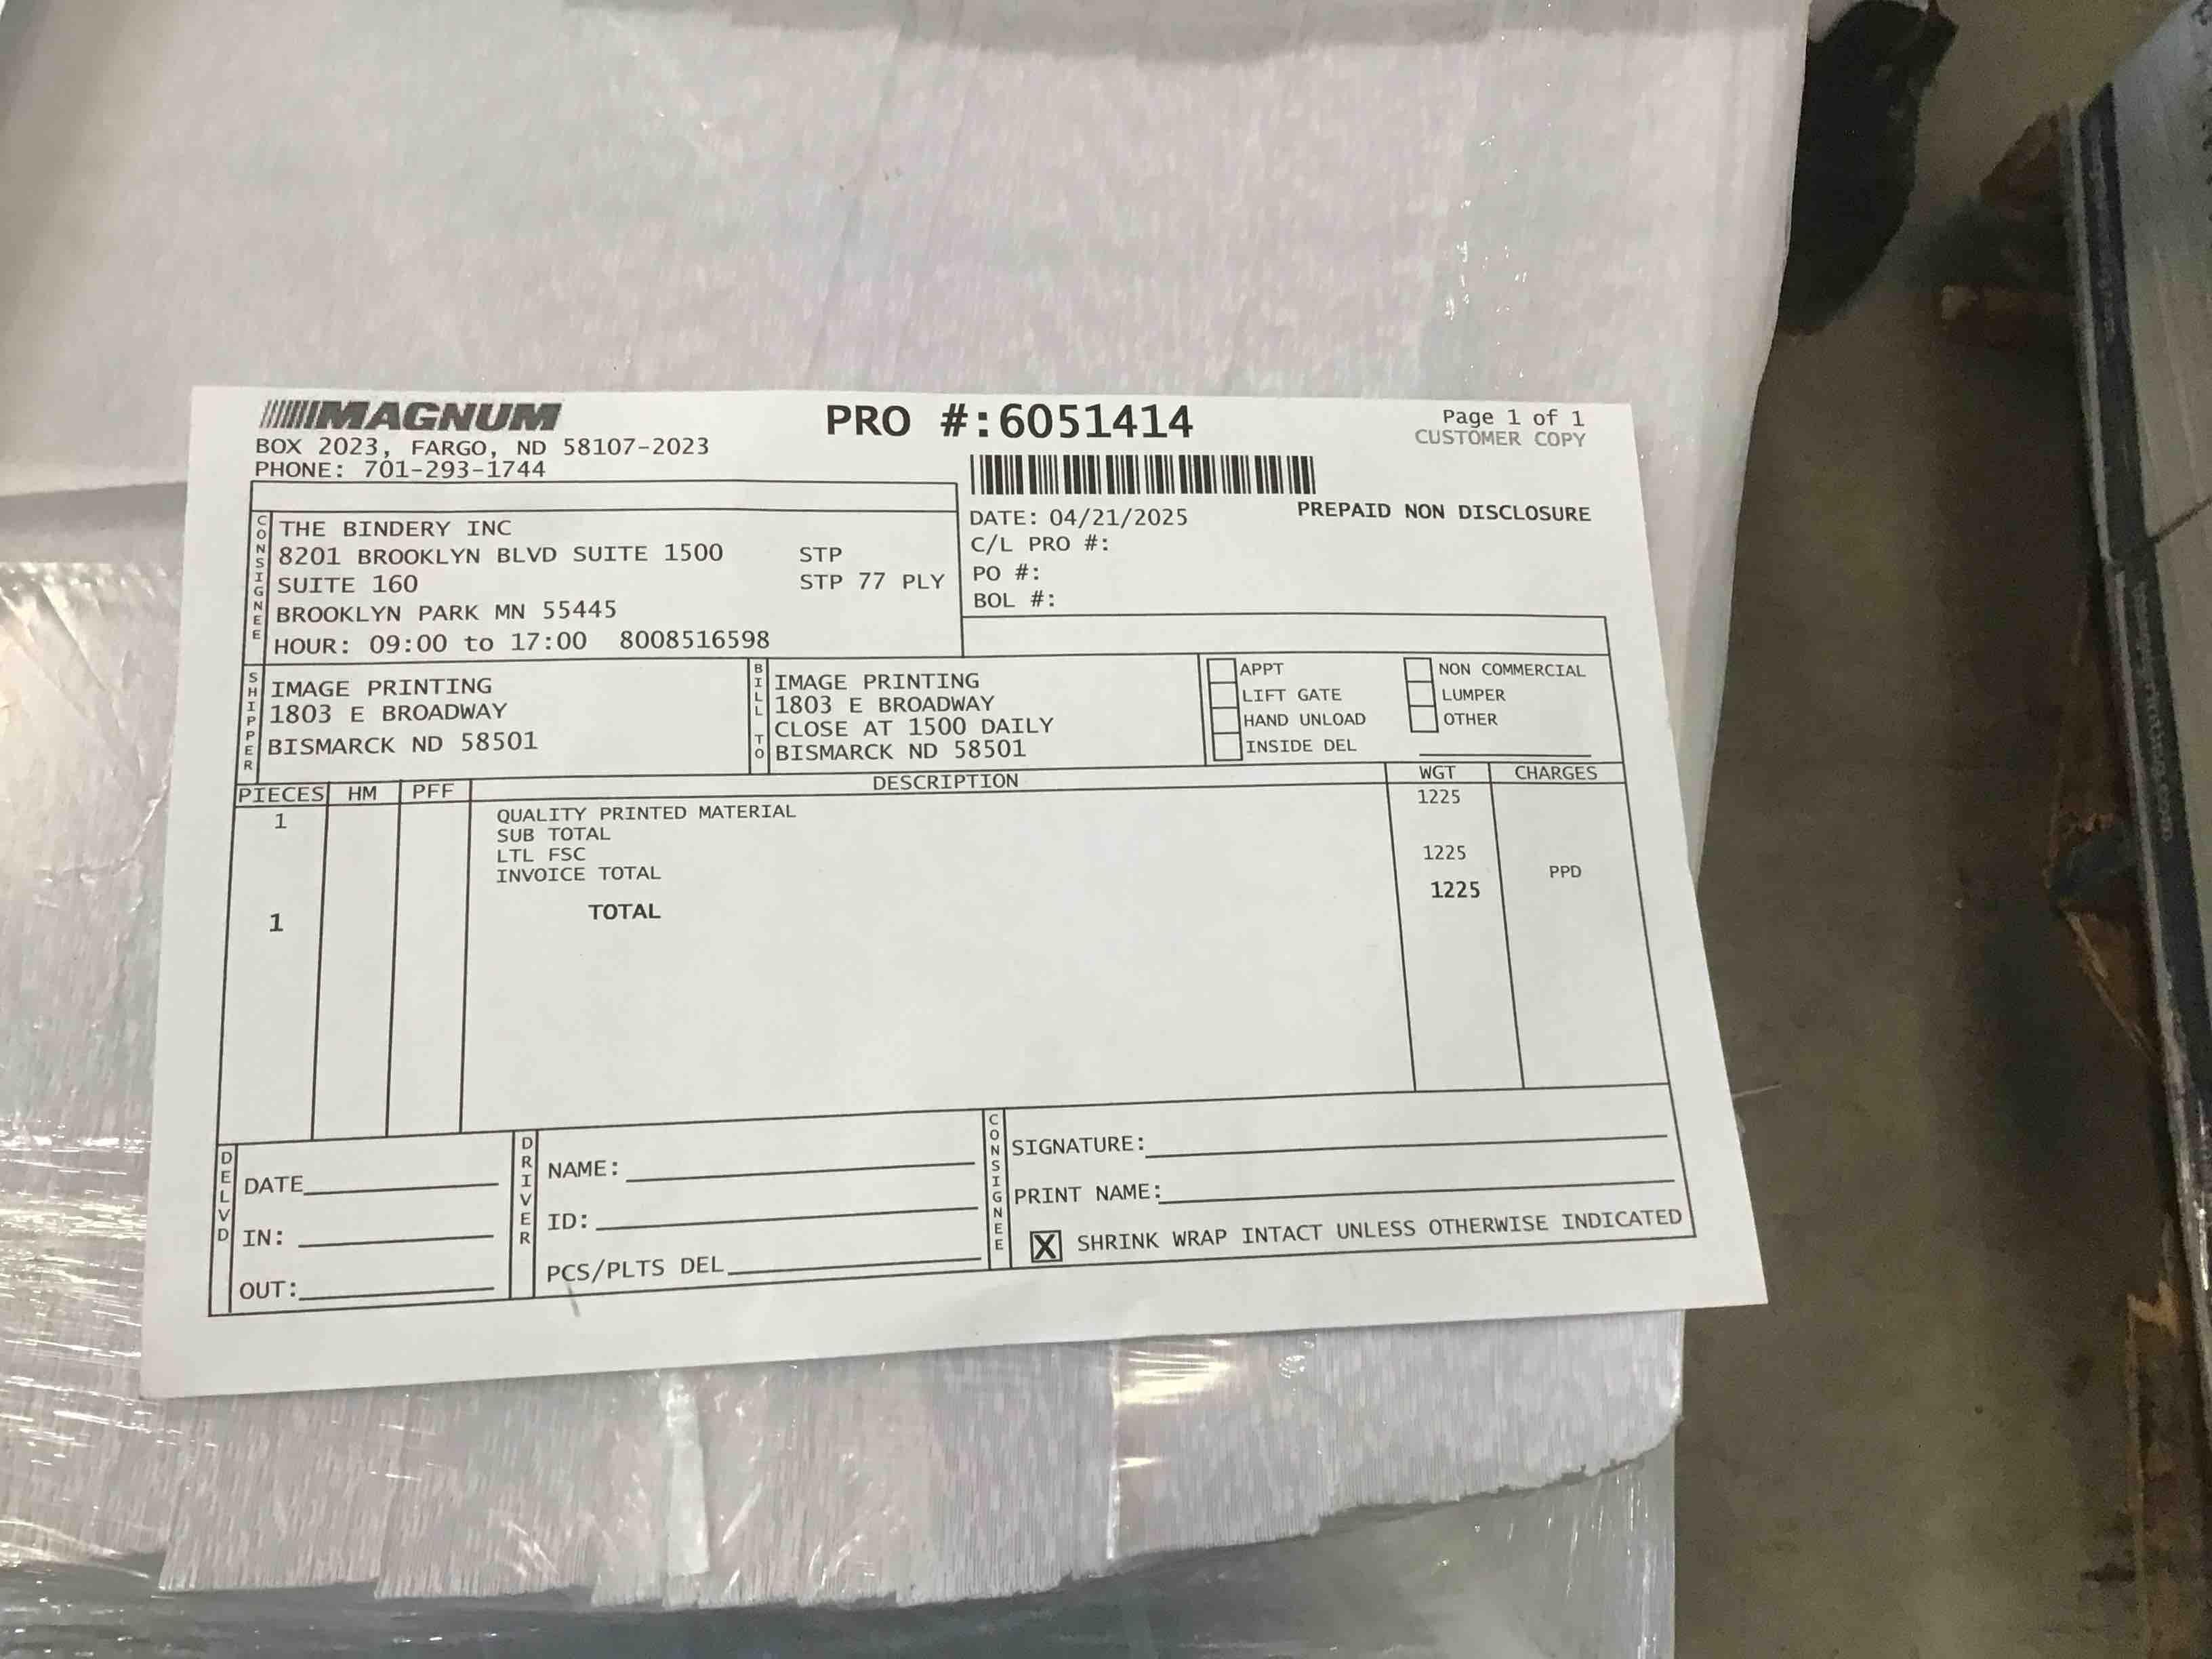 MAGNUM
BOX 2023, FARGO, ND 58107-2023
PHONE: 701-293-1744
PRO #:6051414
Page 1 of 1
CUSTOMER COPY
DATE: 04/21/2025
PREPAID NON DISCLOSURE
C/L PRO #:
PO #:
BOL #:
CONSIGNEE
THE BINDERY INC
8201 BROOKLYN BLVD SUITE 1500 STP
SUITE 160 STP 77 PLY
BROOKLYN PARK MN 55445
HOUR: 09:00 to 17:00 8008516598
SHIPPER
IMAGE PRINTING
1803 E BROADWAY
BISMARCK ND 58501
BILL TO
IMAGE PRINTING
1803 E BROADWAY
CLOSE AT 1500 DAILY
BISMARCK ND 58501
APPT
LIFT GATE
HAND UNLOAD
INSIDE DEL
NON COMMERCIAL
LUMPER
OTHER
PIECES HM PFF DESCRIPTION WGT CHARGES
1 QUALITY PRINTED MATERIAL 1225
SUB TOTAL
LTL FSC 1225
INVOICE TOTAL PPD
1 TOTAL 1225
DELVD
DATE
IN:
OUT:
DRIVER
NAME:
ID:
PCS/PLTS DEL
CONSIGNEE
SIGNATURE:
PRINT NAME:
X SHRINK WRAP INTACT UNLESS OTHERWISE INDICATED